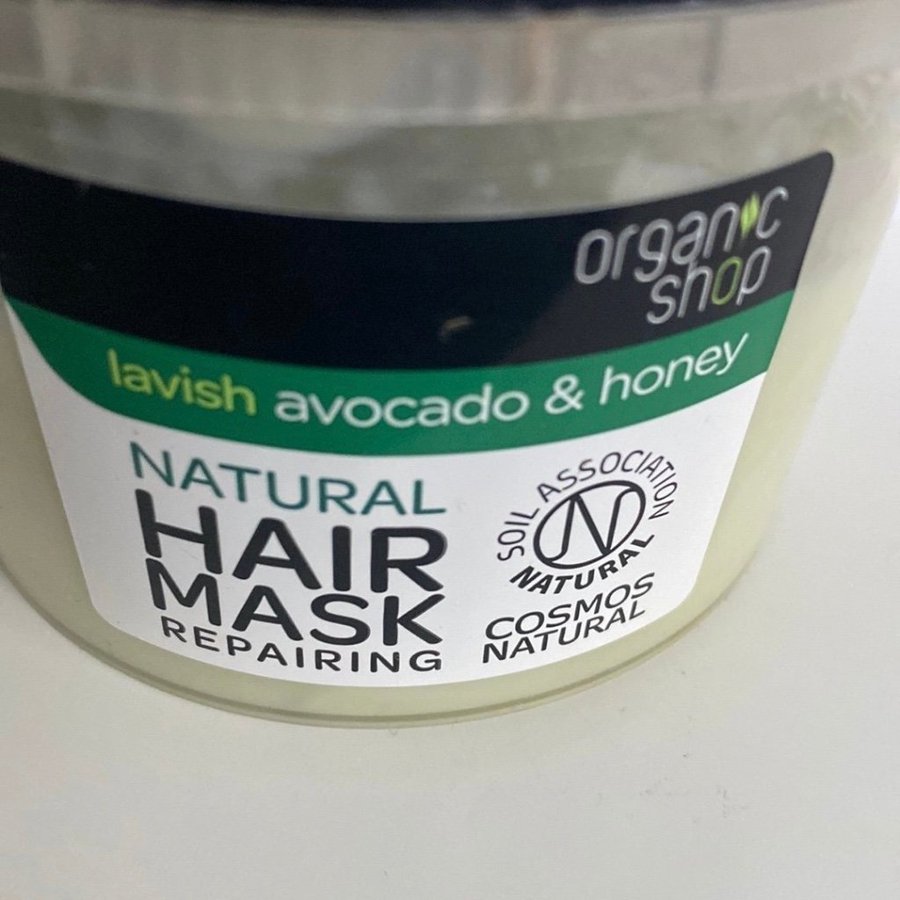 organic
shop
lavish avocado & honey
NATURAL
HAIR
MASK
REPAIRING
SOIL ASSOCIATION
N
NATURAL
COSMOS
NATURAL